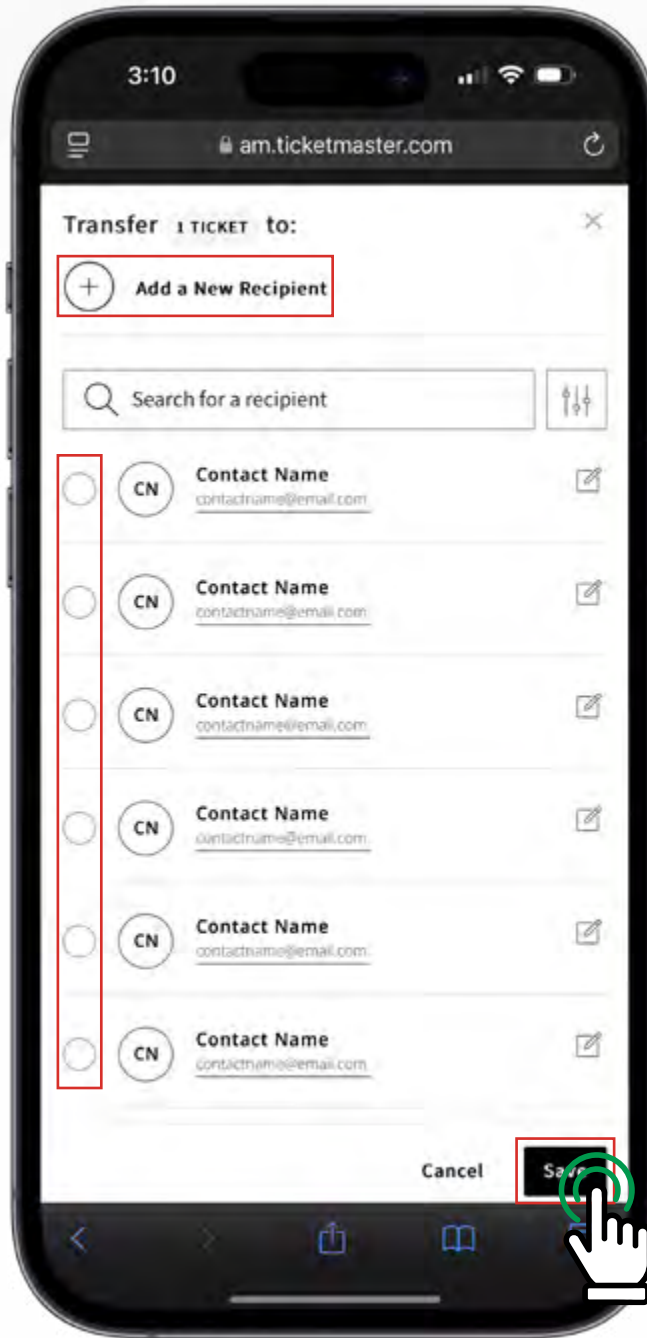 3:10
am.ticketmaster.com
Transfer 1 TICKET to:
Add a New Recipient
Search for a recipient
CN Contact Name
contactname@email.com
CN Contact Name
contactname@email.com
CN Contact Name
contactname@email.com
CN Contact Name
contactname@email.com
CN Contact Name
contactname@email.com
CN Contact Name
contactname@email.com
Cancel Save